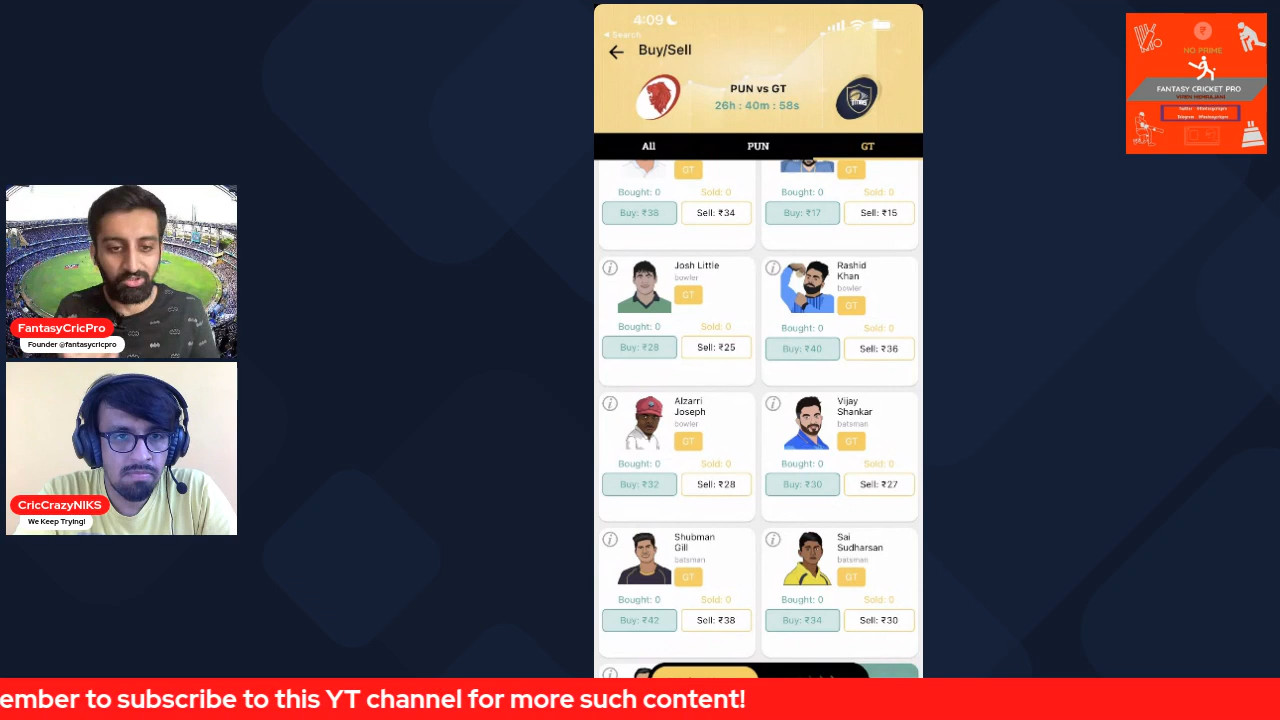 4:09
Search
Buy/Sell
PUN vs GT
26h : 40m : 58s
All PUN GT
GT GT
Bought: 0 Sold: 0 Bought: 0 Sold: 0
Buy: ₹38 Sell: ₹34 Buy: ₹17 Sell: ₹15
Josh Little
bowler
GT
Bought: 0 Sold: 0
Buy: ₹28 Sell: ₹25
Rashid
Khan
bowler
GT
Bought: 0 Sold: 0
Buy: ₹40 Sell: ₹36
Alzarri
Joseph
bowler
GT
Bought: 0 Sold: 0
Buy: ₹32 Sell: ₹28
Vijay
Shankar
batsman
GT
Bought: 0 Sold: 0
Buy: ₹30 Sell: ₹27
Shubman
Gill
batsman
GT
Bought: 0 Sold: 0
Buy: ₹42 Sell: ₹38
Sai
Sudharsan
batsman
GT
Bought: 0 Sold: 0
Buy: ₹34 Sell: ₹30
FantasyCricPro
Founder @fantasycricpro
CricCrazyNIKS
We Keep Trying!
NO PRIME
FANTASY CRICKET PRO
ember to subscribe to this YT channel for more such content!